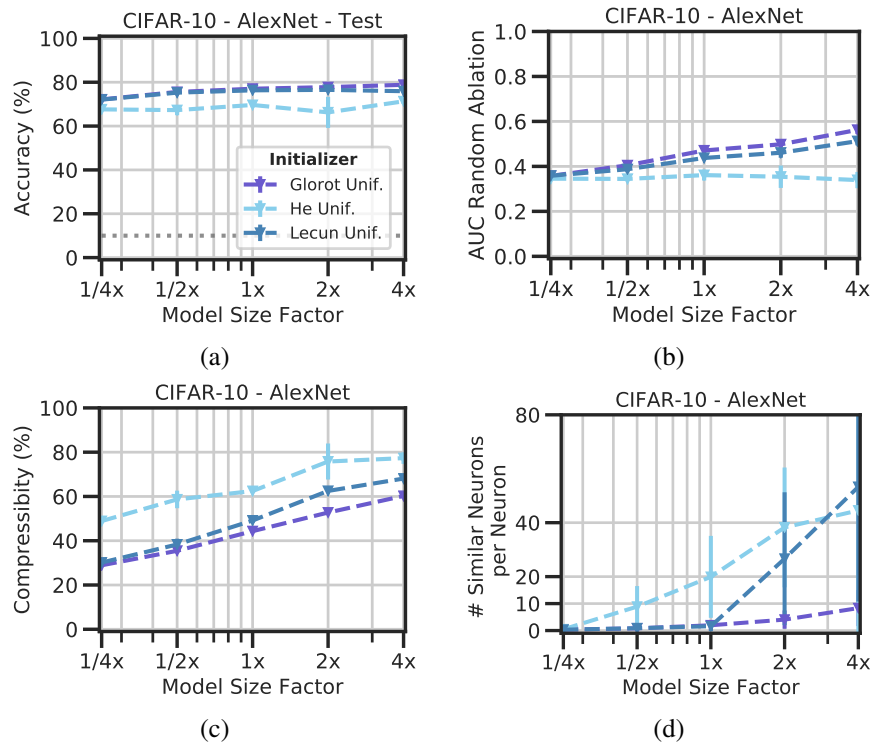 CIFAR-10 - AlexNet - Test
Accuracy (%)
100
80
60
40
20
0
Initializer
Glorot Unif.
He Unif.
Lecun Unif.
1/4x 1/2x 1x 2x 4x
Model Size Factor
(a)
CIFAR-10 - AlexNet
AUC Random Ablation
1.0
0.8
0.6
0.4
0.2
0.0
1/4x 1/2x 1x 2x 4x
Model Size Factor
(b)
CIFAR-10 - AlexNet
Compressibity (%)
100
80
60
40
20
0
1/4x 1/2x 1x 2x 4x
Model Size Factor
(c)
CIFAR-10 - AlexNet
# Similar Neurons
per Neuron
80
40
20
10
0
1/4x 1/2x 1x 2x 4x
Model Size Factor
(d)